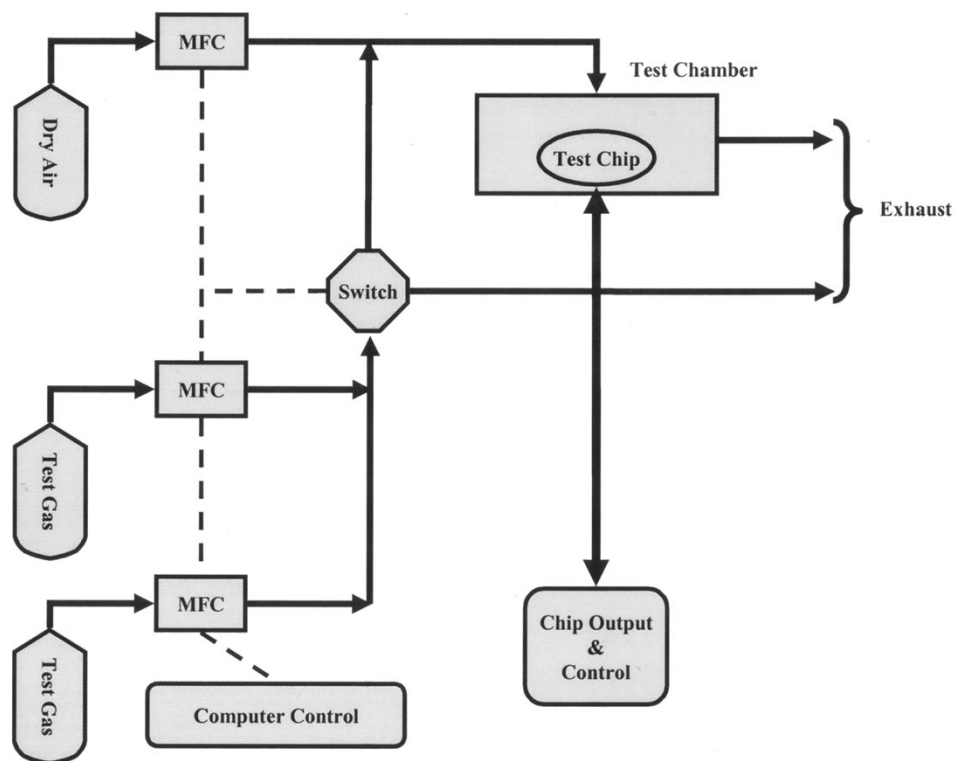 MFC
Test Chamber
Dry Air
Test Chip
Exhaust
Switch
MFC
Test Gas
MFC
Chip Output
&
Control
Test Gas
Computer Control